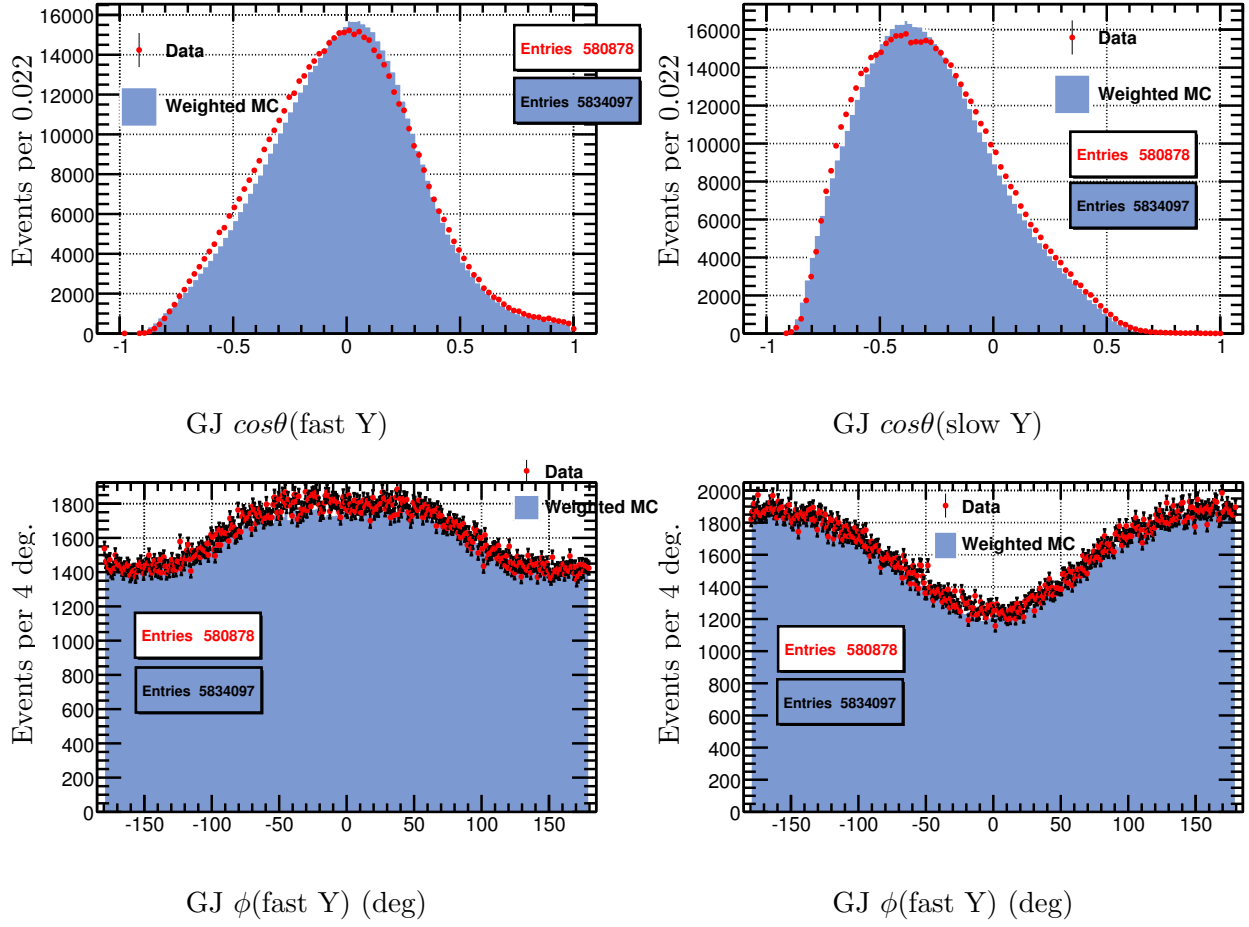 16000
14000
12000
10000
8000
6000
4000
2000
0
Events per 0.022
Data
Weighted MC
Entries 580878
Entries 5834097
-1 -0.5 0 0.5 1
GJ cosθ(fast Y)
16000
14000
12000
10000
8000
6000
4000
2000
0
Events per 0.022
Data
Weighted MC
Entries 580878
Entries 5834097
-1 -0.5 0 0.5 1
GJ cosθ(slow Y)
1800
1600
1400
1200
1000
800
600
400
200
0
Events per 4 deg.
Data
Weighted MC
Entries 580878
Entries 5834097
-150 -100 -50 0 50 100 150
GJ ϕ(fast Y) (deg)
2000
1800
1600
1400
1200
1000
800
600
400
200
0
Events per 4 deg.
Data
Weighted MC
Entries 580878
Entries 5834097
-150 -100 -50 0 50 100 150
GJ ϕ(fast Y) (deg)